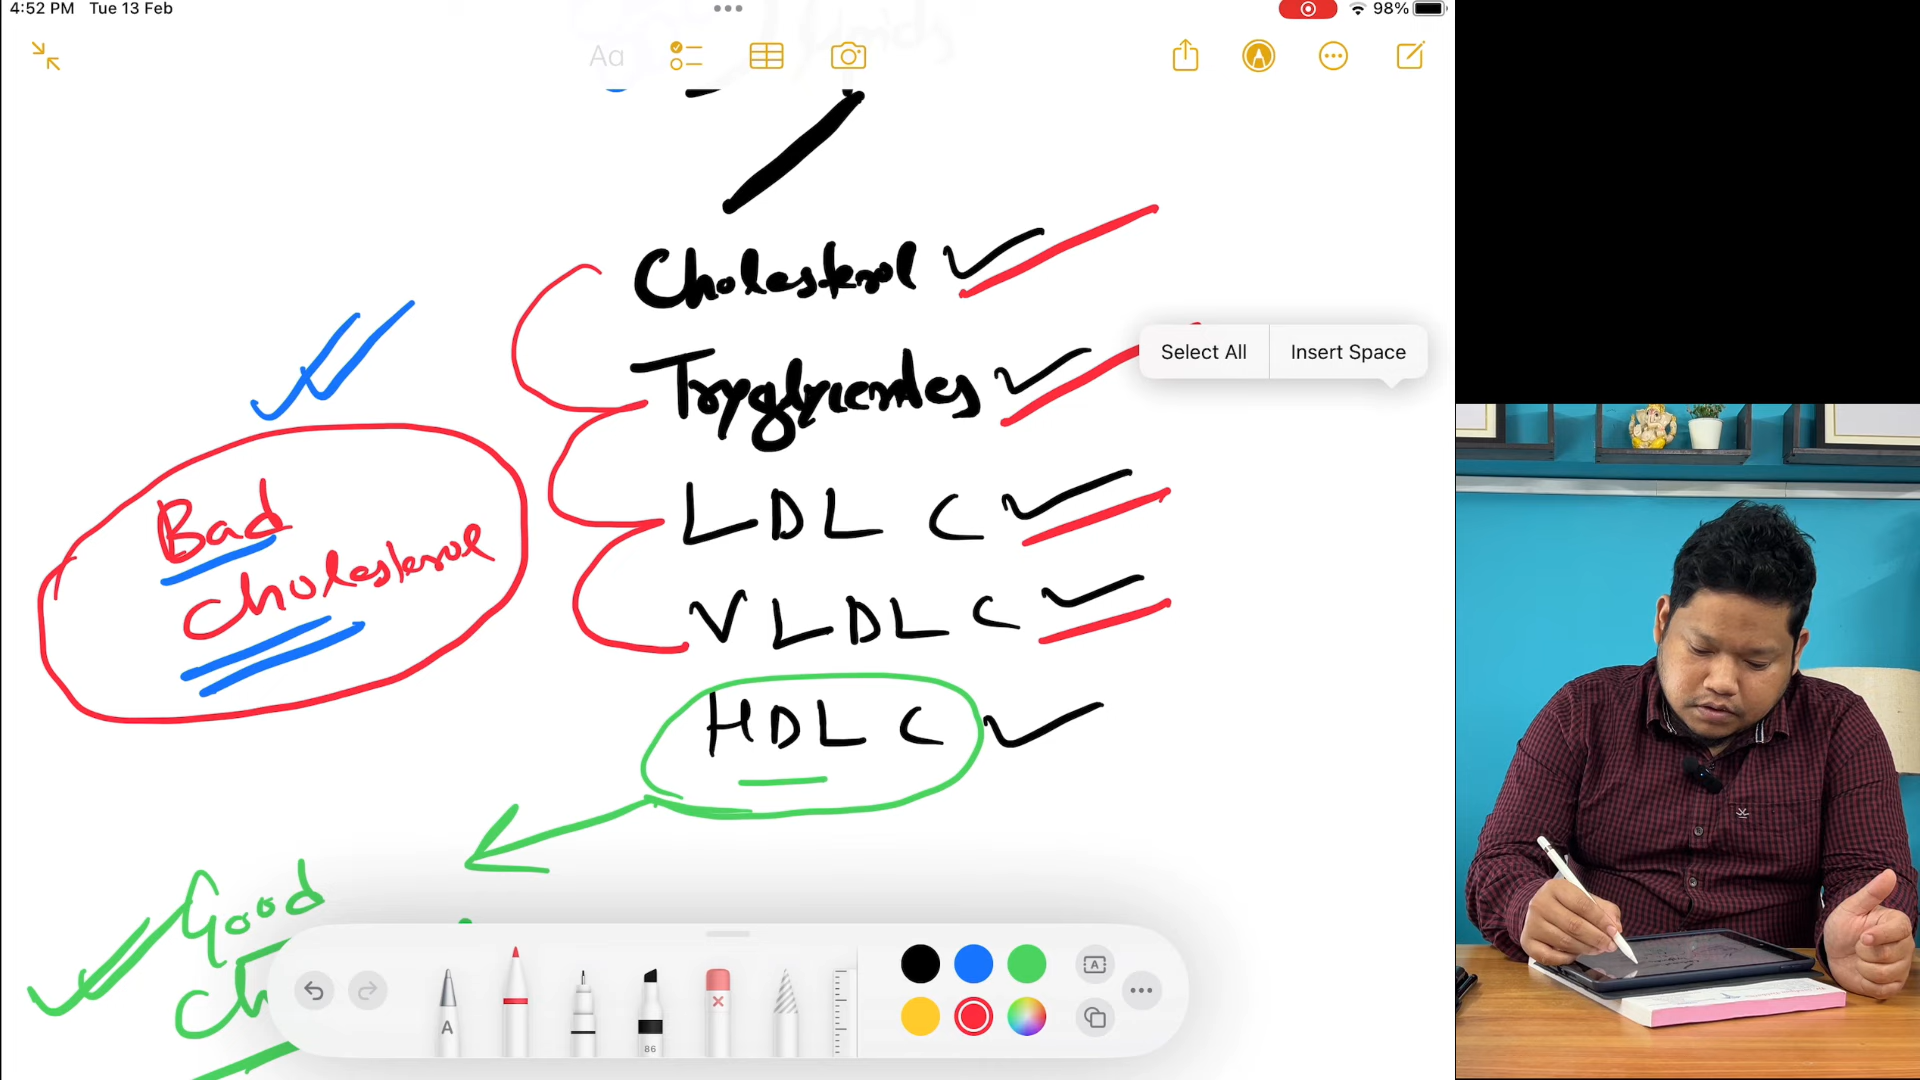 4:52 PM Tue 13 Feb
98%
Aa
Cholesterol
Select All Insert Space
LDL C
Bad
Cholesterol
VLDL C
HDL C
Good
Ch
A
86
A